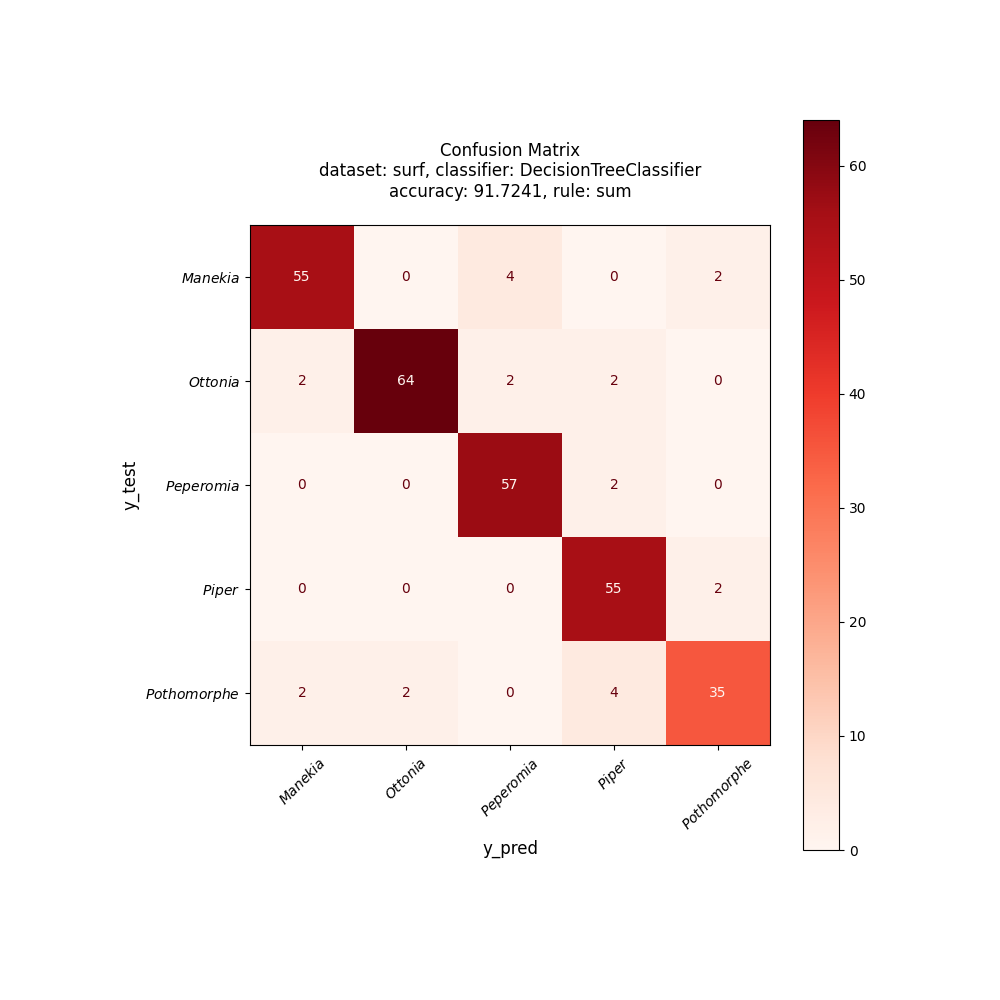 Confusion Matrix
dataset: surf, classifier: DecisionTreeClassifier
accuracy: 91.7241, rule: sum
y_test
Manekia 55 0 4 0 2
Ottonia 2 64 2 2 0
Peperomia 0 0 57 2 0
Piper 0 0 0 55 2
Pothomorphe 2 2 0 4 35
Manekia Ottonia Peperomia Piper Pothomorphe
y_pred
60
50
40
30
20
10
0